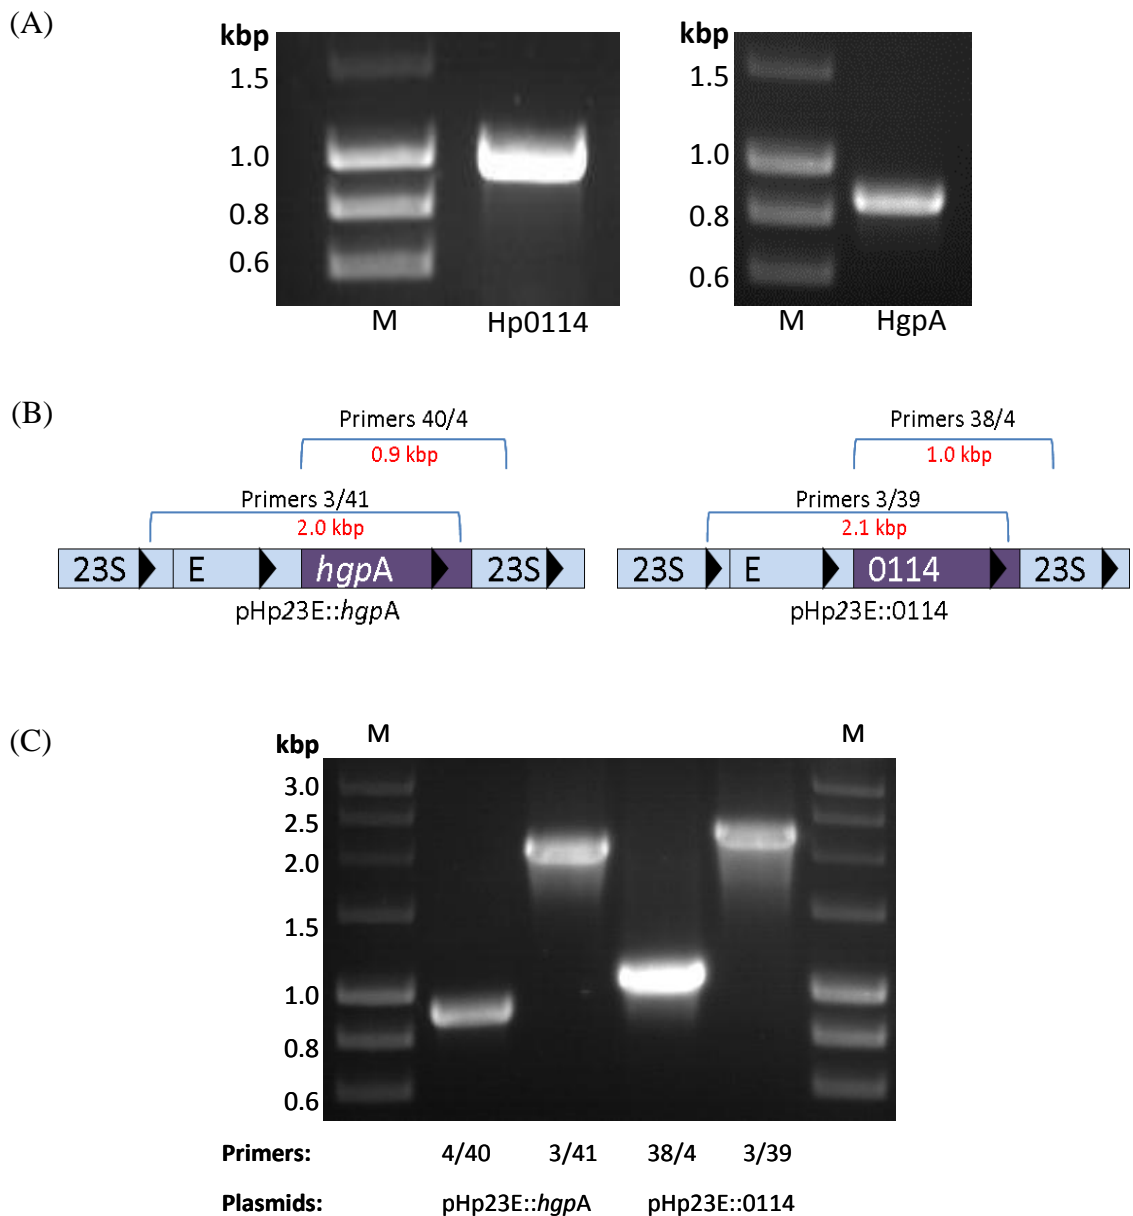 (A)
kbp
1.5
1.0
0.8
0.6
M Hp0114
kbp
1.5
1.0
0.8
0.6
M HgpA
(B)
Primers 40/4
0.9 kbp
Primers 3/41
2.0 kbp
23S E hgpA 23S
pHp23E::hgpA
Primers 38/4
1.0 kbp
Primers 3/39
2.1 kbp
23S E 0114 23S
pHp23E::0114
(C)
kbp M M
3.0
2.5
2.0
1.5
1.0
0.8
0.6
Primers: 4/40 3/41 38/4 3/39
Plasmids: pHp23E::hgpA pHp23E::0114